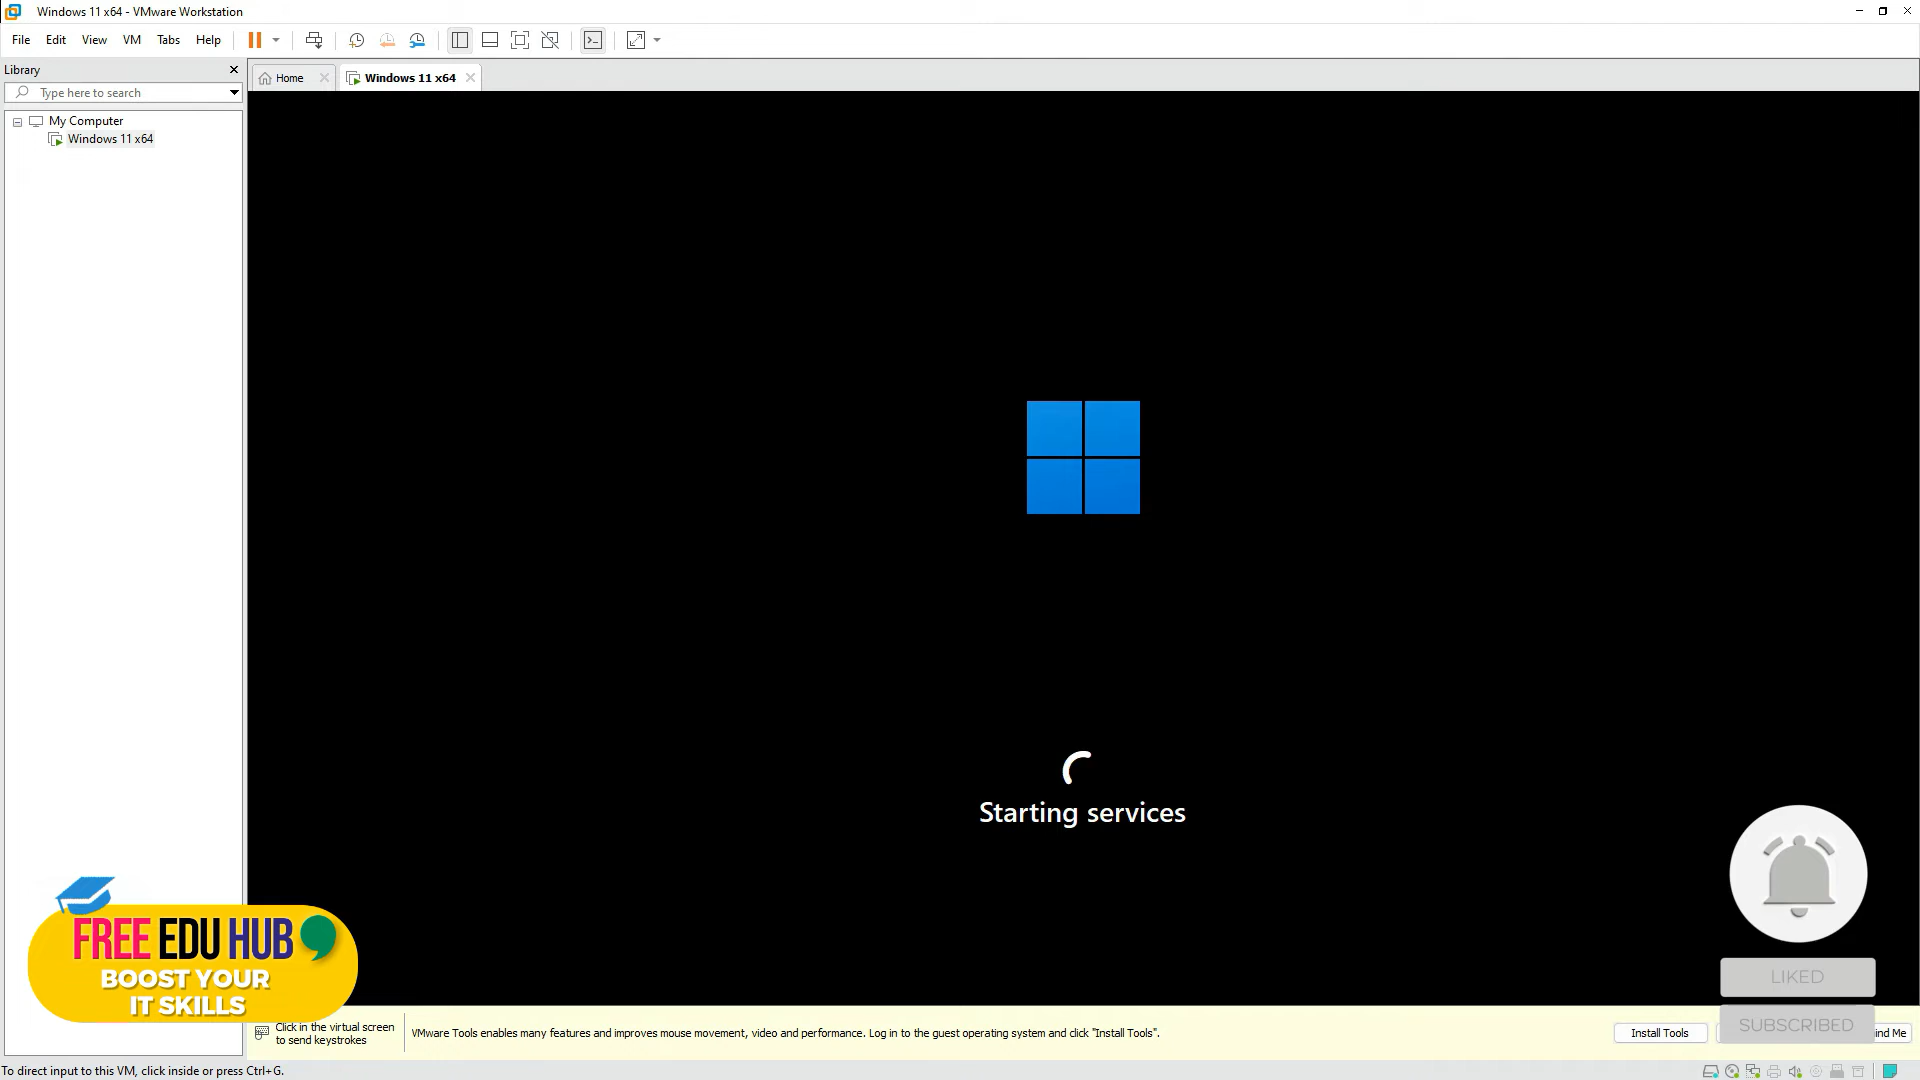 Windows 11 x64 - VMware Workstation
File Edit View VM Tabs Help
Library
Type here to search
My Computer
Windows 11 x64
Home
Windows 11 x64
Starting services
FREE EDU HUB
BOOST YOUR
IT SKILLS
LIKED
SUBSCRIBED
Click in the virtual screen
to send keystrokes
VMware Tools enables many features and improves mouse movement, video and performance. Log in to the guest operating system and click "Install Tools".
Install Tools
ind Me
To direct input to this VM, click inside or press Ctrl+G.